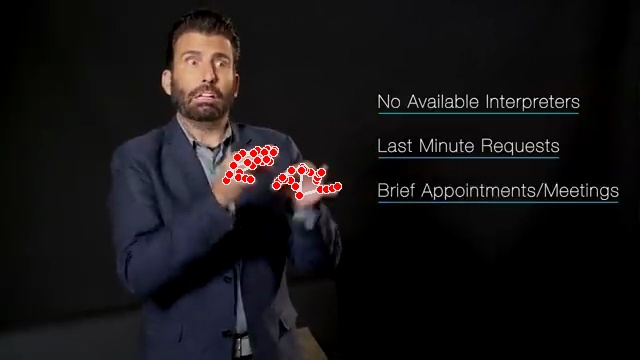 No Available Interpreters
Last Minute Requests
Brief Appointments/Meetings